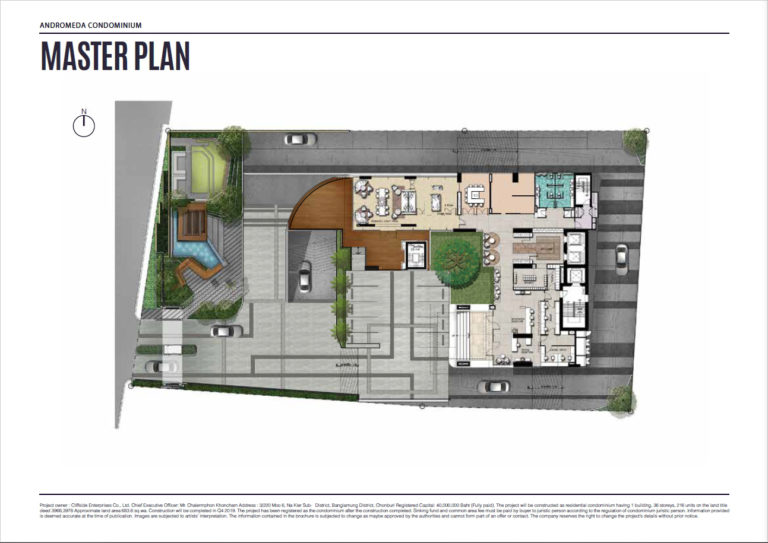 ANDROMEDA CONDOMINIUM
MASTER PLAN
N
Project owner : Cliffside Enterprises Co., Ltd. Chief Executive Officer: Mr. Chalermphon Khoncharn Address : 3/200 Moo 6, Na Kler Sub - District, Banglamung District, Chonburi Registered Capital: 40,000,000 Baht (Fully paid). The project will be constructed as residential condominium having 1 building, 36 storeys, 216 units on the land title
deed 3966,3975 Approximate land area:683.6 sq.wa. Construction will be completed in Q4 2019. The project has been registered as the condominium after the construction completed. Sinking fund and common area fee must be paid by buyer to juristic person according to the regulation of condominium juristic person. Information provided
is deemed accurate at the time of publication. Images are subjected to artists' interpretation. The information contained in the brochure is subjected to change as maybe approved by the authorities and cannot form part of an offer or contact. The company reserves the right to change the project's details without prior notice.